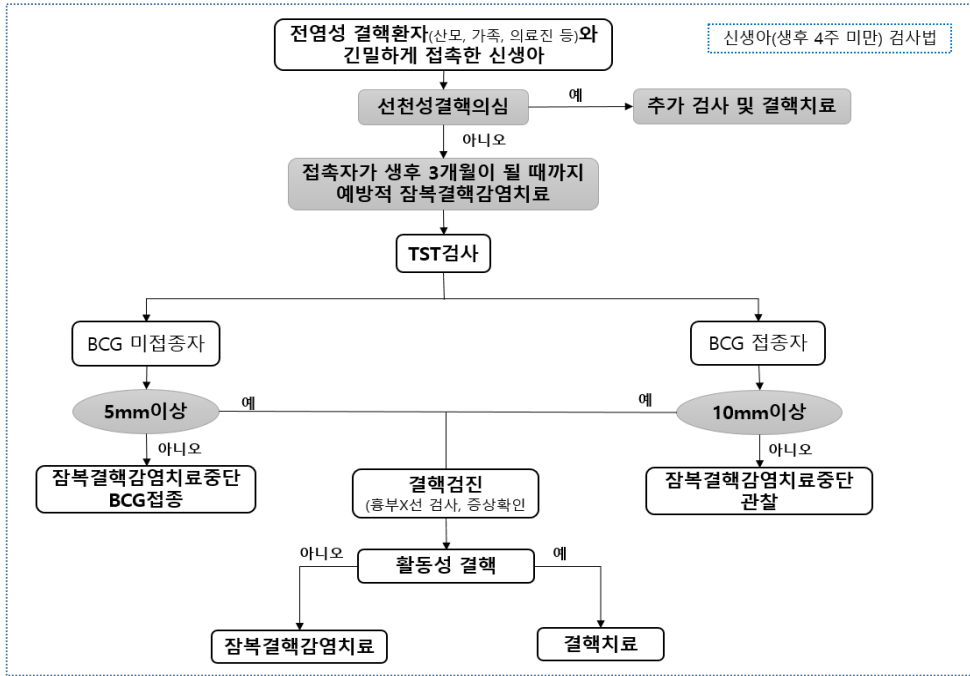 전염성 결핵환자(산모, 가족, 의료진 등)와
긴밀하게 접촉한 신생아
신생아(생후 4주 미만) 검사법
선천성결핵의심
예
추가 검사 및 결핵치료
아니오
접촉자가 생후 3개월이 될 때까지
예방적 잠복결핵감염치료
TST검사
BCG 미접종자
BCG 접종자
5mm이상
예
예
10mm이상
아니오
아니오
잠복결핵감염치료중단
BCG접종
결핵검진
(흉부X선 검사, 증상확인
잠복결핵감염치료중단
관찰
아니오
활동성 결핵
예
잠복결핵감염치료
결핵치료